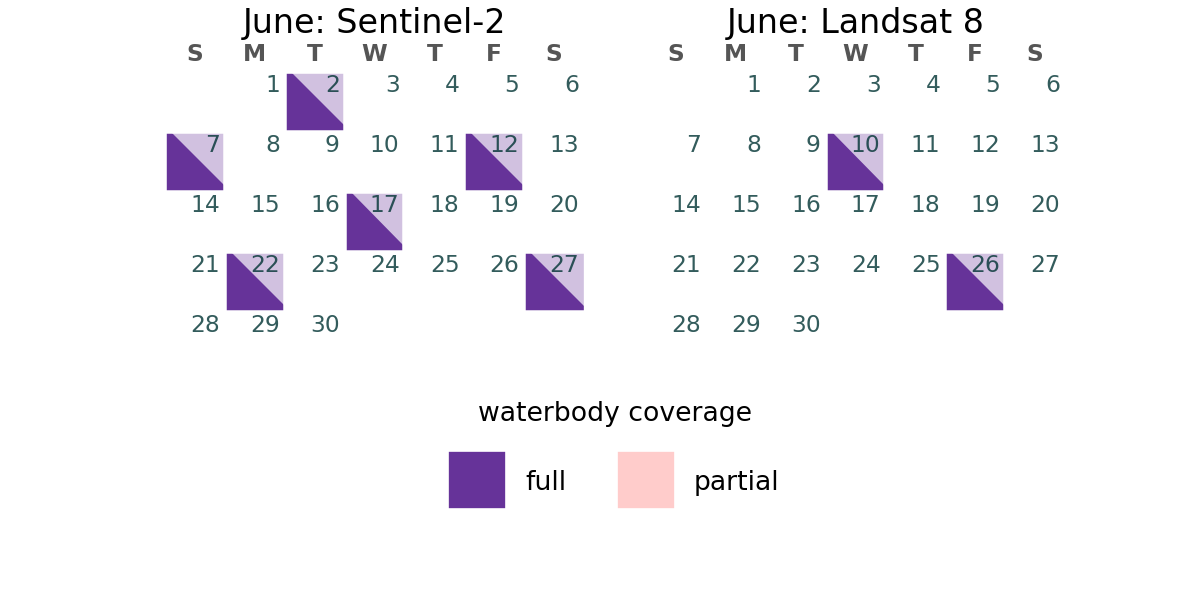 June: Sentinel-2
S M T W T F S
1 2 3 4 5 6
7 8 9 10 11 12 13
14 15 16 17 18 19 20
21 22 23 24 25 26 27
28 29 30
June: Landsat 8
S M T W T F S
1 2 3 4 5 6
7 8 9 10 11 12 13
14 15 16 17 18 19 20
21 22 23 24 25 26 27
28 29 30
waterbody coverage
full partial